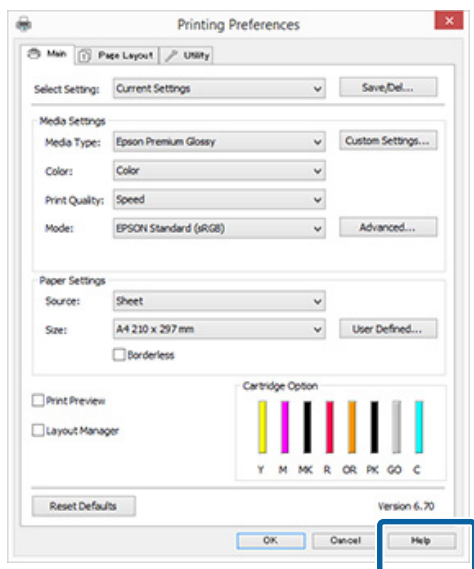 Printing Preferences
Main Page Layout Utility
Select Setting: Current Settings Save/Del...
Media Settings
Media Type: Epson Premium Glossy Custom Settings...
Color: Color
Print Quality: Speed
Mode: EPSON Standard (sRGB) Advanced...
Paper Settings
Source: Sheet
Size: A4 210 x 297 mm User Defined...
Borderless
Print Preview
Layout Manager
Cartridge Option
Y M MK R OR PK GO C
Reset Defaults Version 6.70
OK Cancel Help